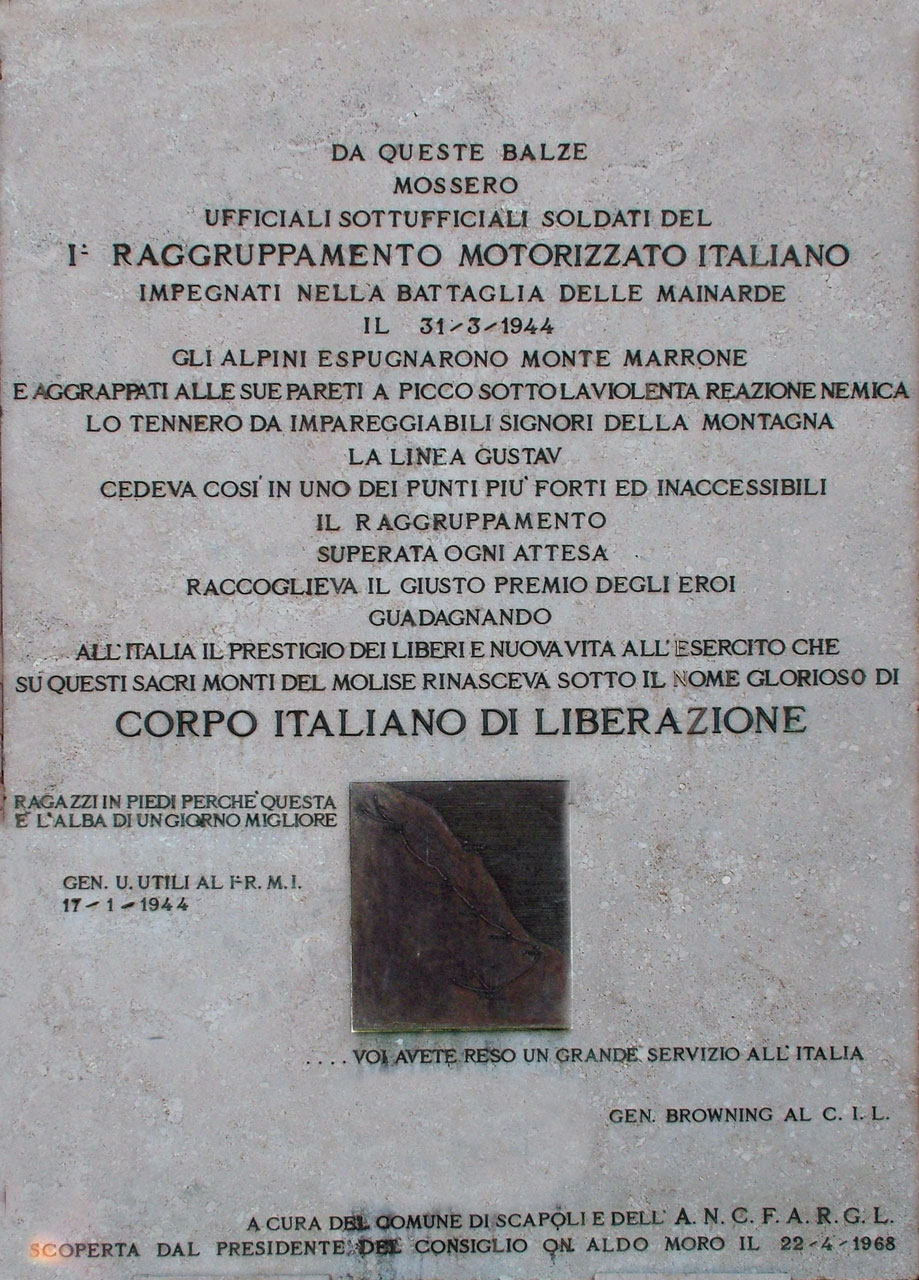 DA QUESTE BALZE
MOSSERO
UFFICIALI SOTTUFFICIALI SOLDATI DEL
I° RAGGRUPPAMENTO MOTORIZZATO ITALIANO
IMPEGNATI NELLA BATTAGLIA DELLE MAINARDE
IL 31-3-1944
GLI ALPINI ESPUGNARONO MONTE MARRONE
E AGGRAPPATI ALLE SUE PARETI A PICCO SOTTO LA VIOLENTA REAZIONE NEMICA
LO TENNERO DA IMPAREGGIABILI SIGNORI DELLA MONTAGNA
LA LINEA GUSTAV
CEDEVA COSI' IN UNO DEI PUNTI PIU' FORTI ED INACCESSIBILI
IL RAGGRUPPAMENTO
SUPERATA OGNI ATTESA
RACCOGLIEVA IL GIUSTO PREMIO DEGLI EROI
GUADAGNANDO
ALL'ITALIA IL PRESTIGIO DEI LIBERI E NUOVA VITA ALL'ESERCITO CHE
SU QUESTI SACRI MONTI DEL MOLISE RINASCEVA SOTTO IL NOME GLORIOSO DI
CORPO ITALIANO DI LIBERAZIONE
RAGAZZI IN PIEDI PERCHE' QUESTA
E' L'ALBA DI UN GIORNO MIGLIORE
GEN. U. UTILI AL I° R. M. I.
17-1-1944
....VOI AVETE RESO UN GRANDE SERVIZIO ALL'ITALIA
GEN. BROWNING AL C. I. L.
A CURA DEL COMUNE DI SCAPOLI E DELL' A. N. C. F. A. R. G. L.
SCOPERTA DAL PRESIDENTE DEL CONSIGLIO ON. ALDO MORO IL 22-4-1968